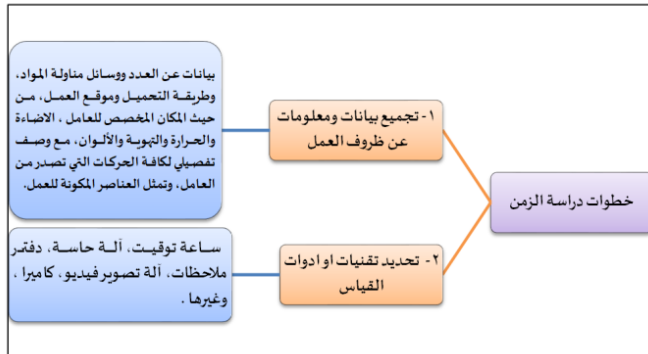 خطوات دراسة الزمن
١- تجميع بيانات ومعلومات
عن ظروف العمل
بيانات عن العدد ووسائل مناولة المواد،
وطريقة التحميل وموقع العمل، من
حيث المكان المخصص للعامل ، الاضاءة
والحرارة والتهوية والألوان، مع وصف
تفصيلي لكافة الحركات التي تصدر من
العامل، وتمثل العناصر المكونة للعمل.
٢- تحديد تقنيات او ادوات
القياس
ساعة توقيت، آلة حاسة، دفتر
ملاحظات، آلة تصوير فيديو، كاميرا ،
وغيرها .